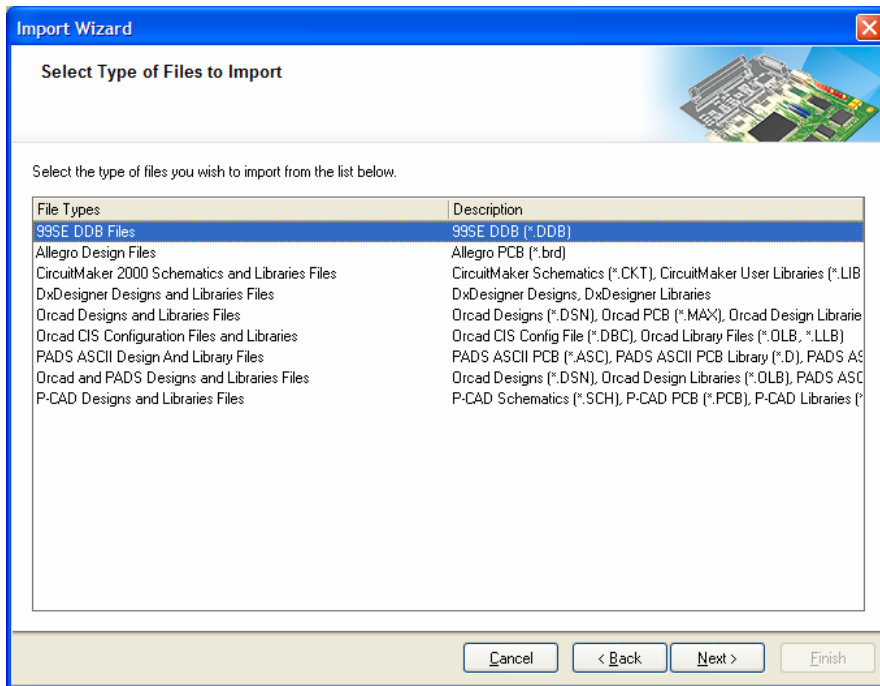 Import Wizard
Select Type of Files to Import
Select the type of files you wish to import from the list below.
File Types Description
99SE DDB Files 99SE DDB (*.DDB)
Allegro Design Files Allegro PCB (*.brd)
CircuitMaker 2000 Schematics and Libraries Files CircuitMaker Schematics (*.CKT), CircuitMaker User Libraries (*.LIB
DxDesigner Designs and Libraries Files DxDesigner Designs, DxDesigner Libraries
Orcad Designs and Libraries Files Orcad Designs (*.DSN), Orcad PCB (*.MAX), Orcad Design Librarie
Orcad CIS Configuration Files and Libraries Orcad CIS Config File (*.DBC), Orcad Library Files (*.OLB, *.LLB)
PADS ASCII Design And Library Files PADS ASCII PCB (*.ASC), PADS ASCII PCB Library (*.D), PADS AS
Orcad and PADS Designs and Libraries Files Orcad Designs (*.DSN), Orcad Design Libraries (*.OLB), PADS ASC
P-CAD Designs and Libraries Files P-CAD Schematics (*.SCH), P-CAD PCB (*.PCB), P-CAD Libraries (*
Cancel < Back Next > Finish